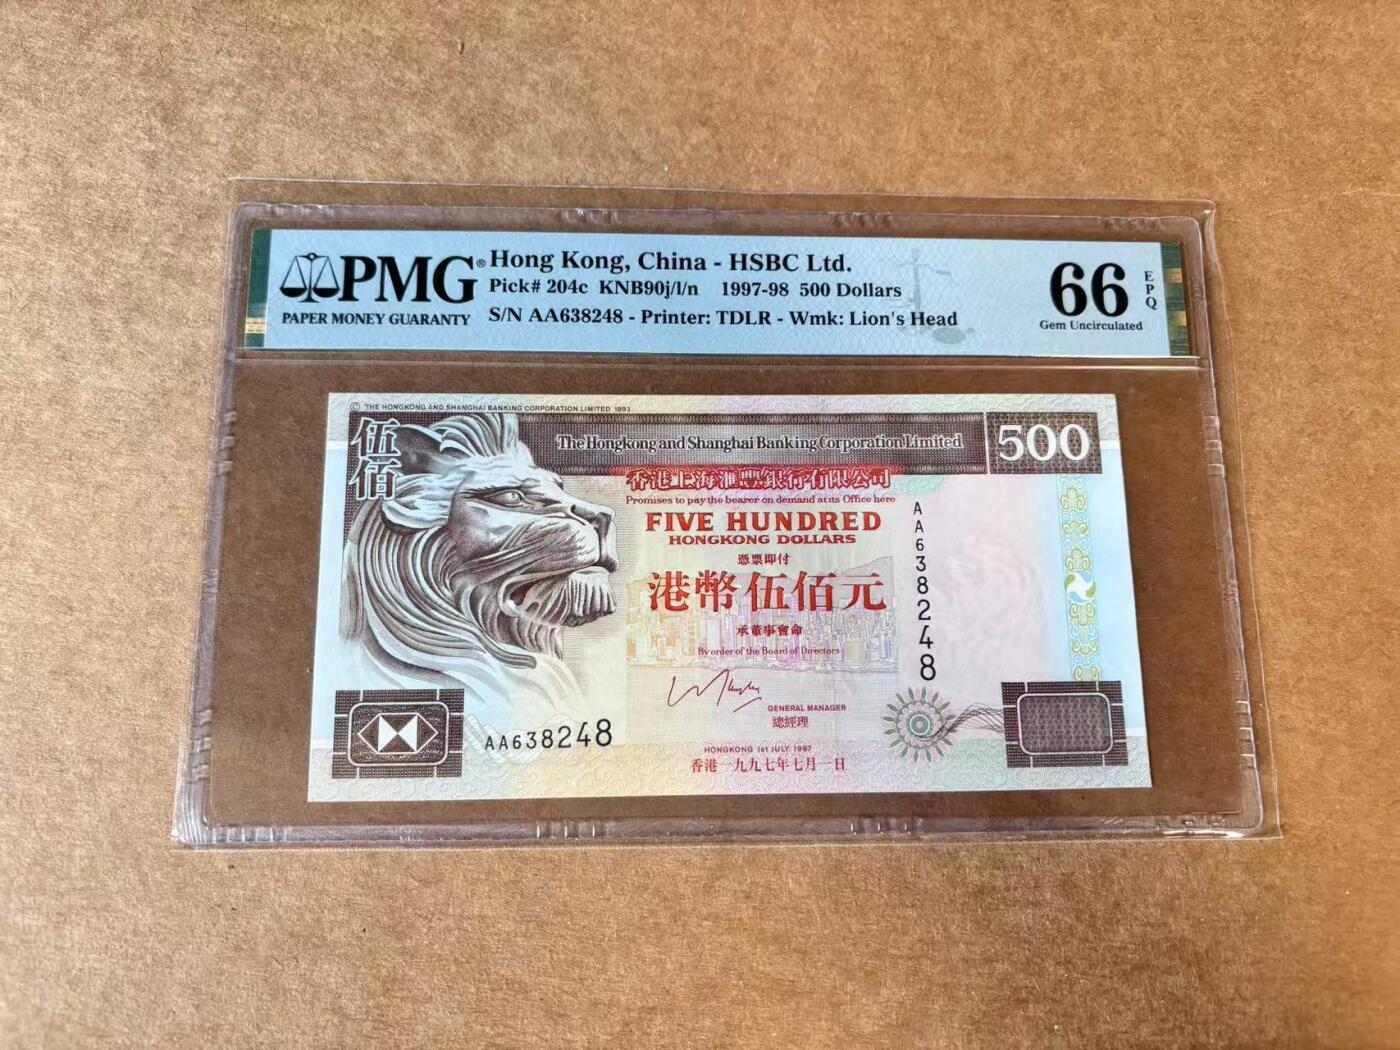 PMG®
PAPER MONEY GUARANTY
Hong Kong, China - HSBC Ltd.
Pick# 204c KNB90j/l/n 1997-98 500 Dollars
S/N AA638248 - Printer: TDLR - Wmk: Lion's Head
66
EPQ
Gem Uncirculated
© THE HONGKONG AND SHANGHAI BANKING CORPORATION LIMITED 1993
伍佰
The Hongkong and Shanghai Banking Corporation Limited
500
香港上海滙豐銀行有限公司
Promises to pay the bearer on demand at its Office here
FIVE HUNDRED
HONGKONG DOLLARS
憑票即付
港幣伍佰元
承董事會命
By order of the Board of Directors
GENERAL MANAGER
總經理
AA638248
AA638248
HONGKONG 1st JULY 1997
香港一九九七年七月一日